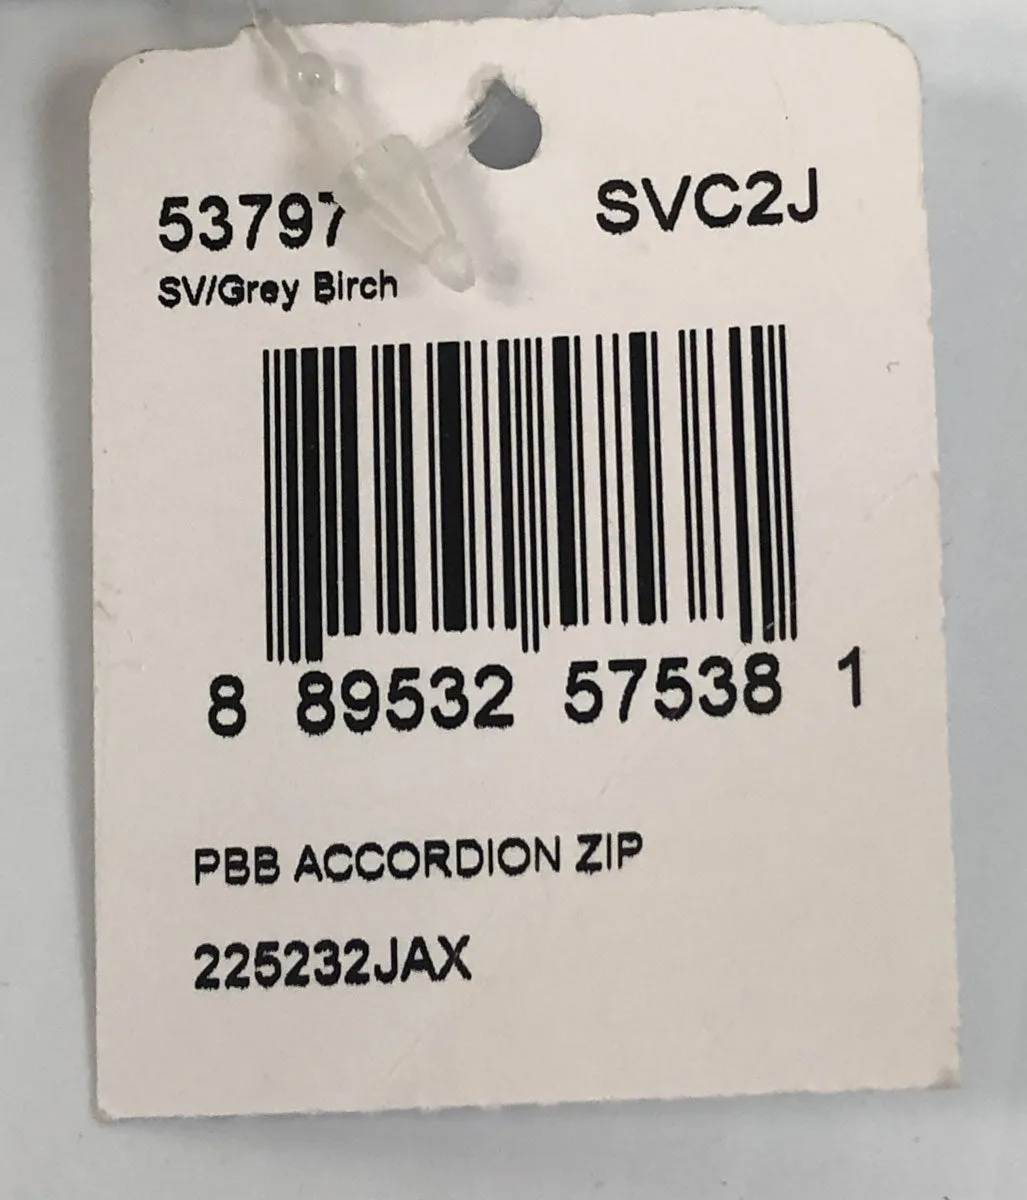 53797 SVC2J
SV/Grey Birch
8 89532 57538 1
PBB ACCORDION ZIP
225232JAX